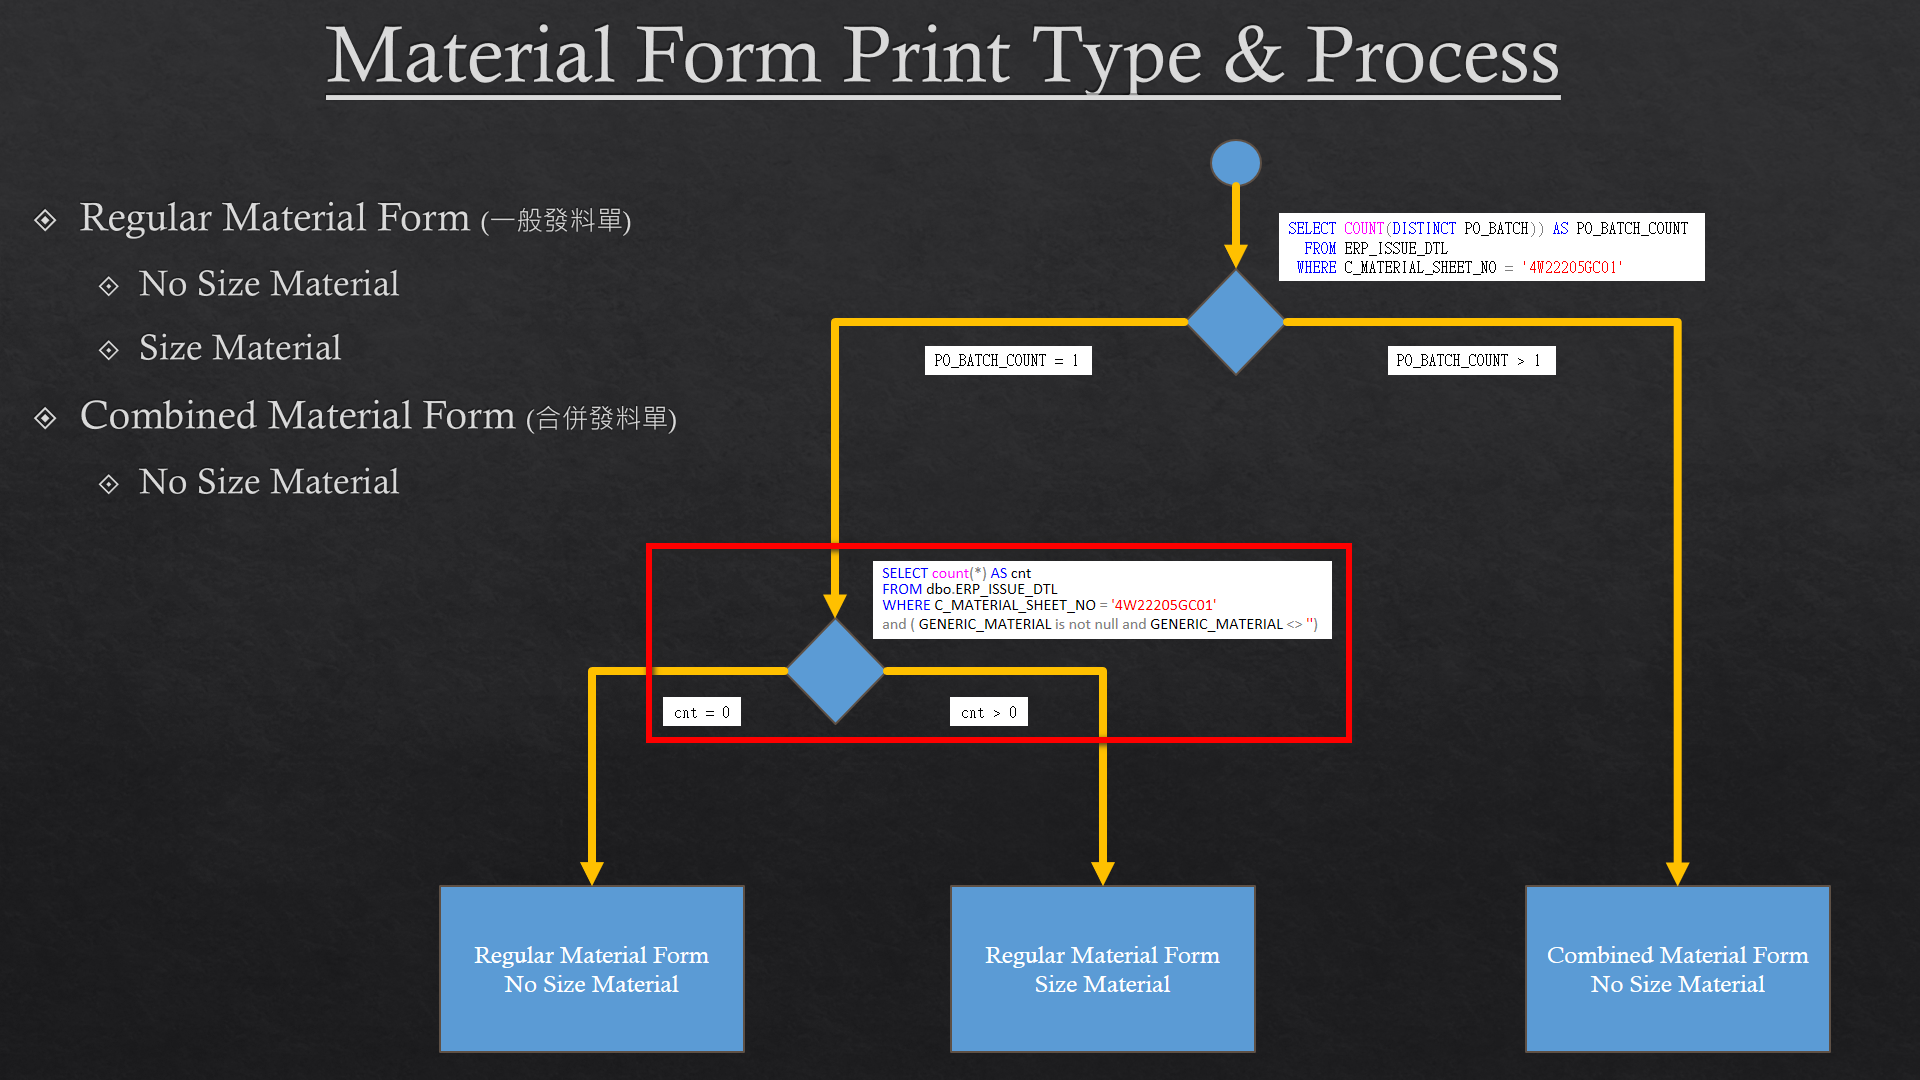 Material Form Print Type & Process
Regular Material Form (一般發料單)
No Size Material
Size Material
Combined Material Form (合併發料單)
No Size Material
SELECT COUNT(DISTINCT PO_BATCH)) AS PO_BATCH_COUNT
FROM ERP_ISSUE_DTL
WHERE C_MATERIAL_SHEET_NO = '4W22205GC01'
PO_BATCH_COUNT = 1
PO_BATCH_COUNT > 1
SELECT count(*) AS cnt
FROM dbo.ERP_ISSUE_DTL
WHERE C_MATERIAL_SHEET_NO = '4W22205GC01'
and ( GENERIC_MATERIAL is not null and GENERIC_MATERIAL <> '')
cnt = 0
cnt > 0
Regular Material Form
No Size Material
Regular Material Form
Size Material
Combined Material Form
No Size Material